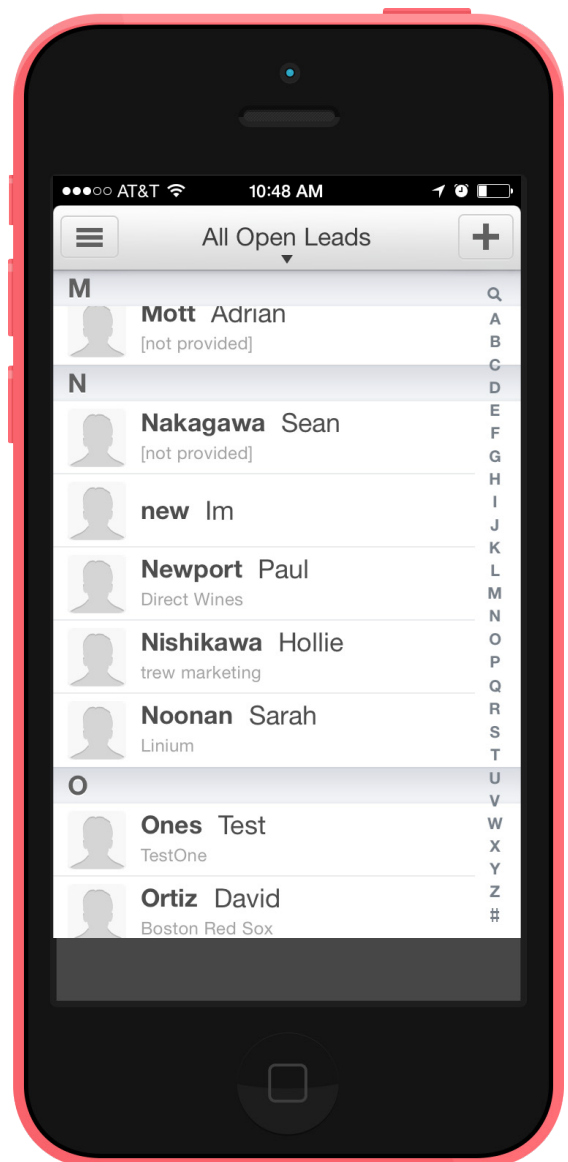 AT&T 10:48 AM
All Open Leads
M
Mott Adrian
[not provided]
N
Nakagawa Sean
[not provided]
new Im
Newport Paul
Direct Wines
Nishikawa Hollie
trew marketing
Noonan Sarah
Linium
O
Ones Test
TestOne
Ortiz David
Boston Red Sox
A
B
C
D
E
F
G
H
I
J
K
L
M
N
O
P
Q
R
S
T
U
V
W
X
Y
Z
#